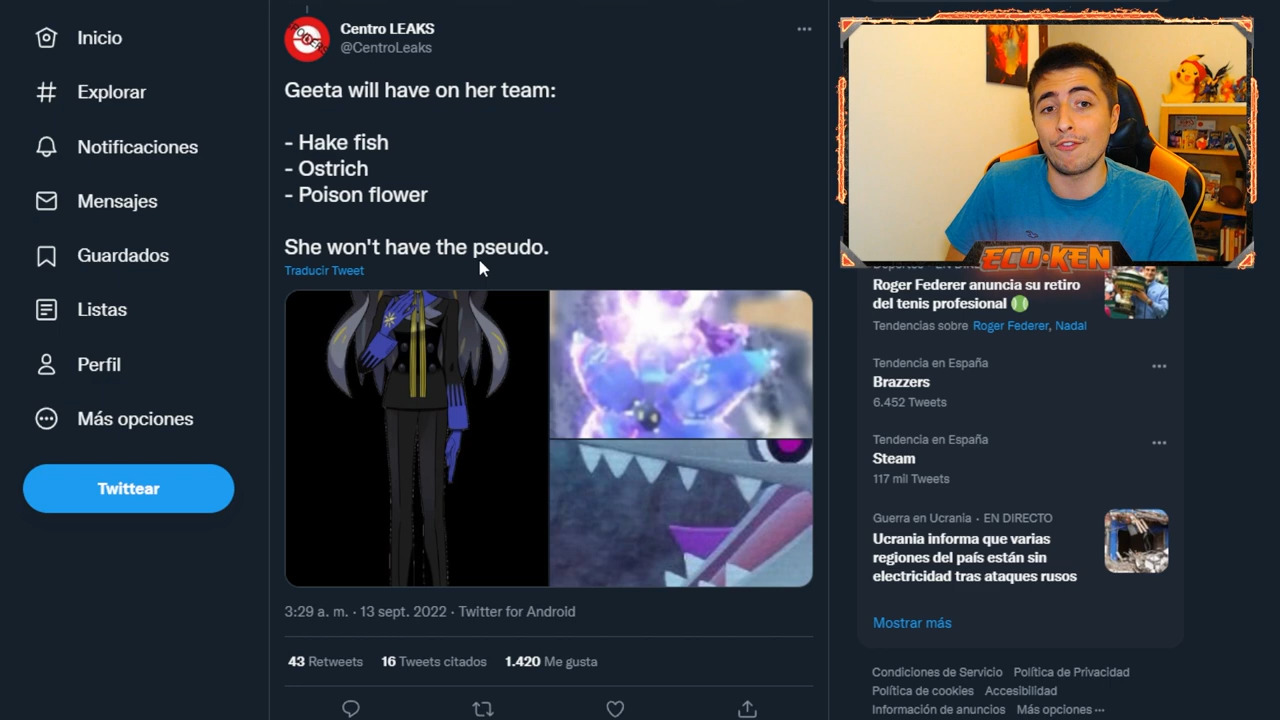 Inicio
Explorar
Notificaciones
Mensajes
Guardados
Listas
Perfil
Más opciones
Twittear
Centro LEAKS
@CentroLeaks
Geeta will have on her team:
- Hake fish
- Ostrich
- Poison flower
She won't have the pseudo.
Traducir Tweet
3:29 a. m. · 13 sept. 2022 · Twitter for Android
43 Retweets 16 Tweets citados 1.420 Me gusta
ECO·KEN
Roger Federer anuncia su retiro
del tenis profesional
Tendencias sobre Roger Federer, Nadal
Tendencia en España
Brazzers
6.452 Tweets
Tendencia en España
Steam
117 mil Tweets
Guerra en Ucrania · EN DIRECTO
Ucrania informa que varias
regiones del país están sin
electricidad tras ataques rusos
Mostrar más
Condiciones de Servicio Política de Privacidad
Política de cookies Accesibilidad
Información de anuncios Más opciones ···